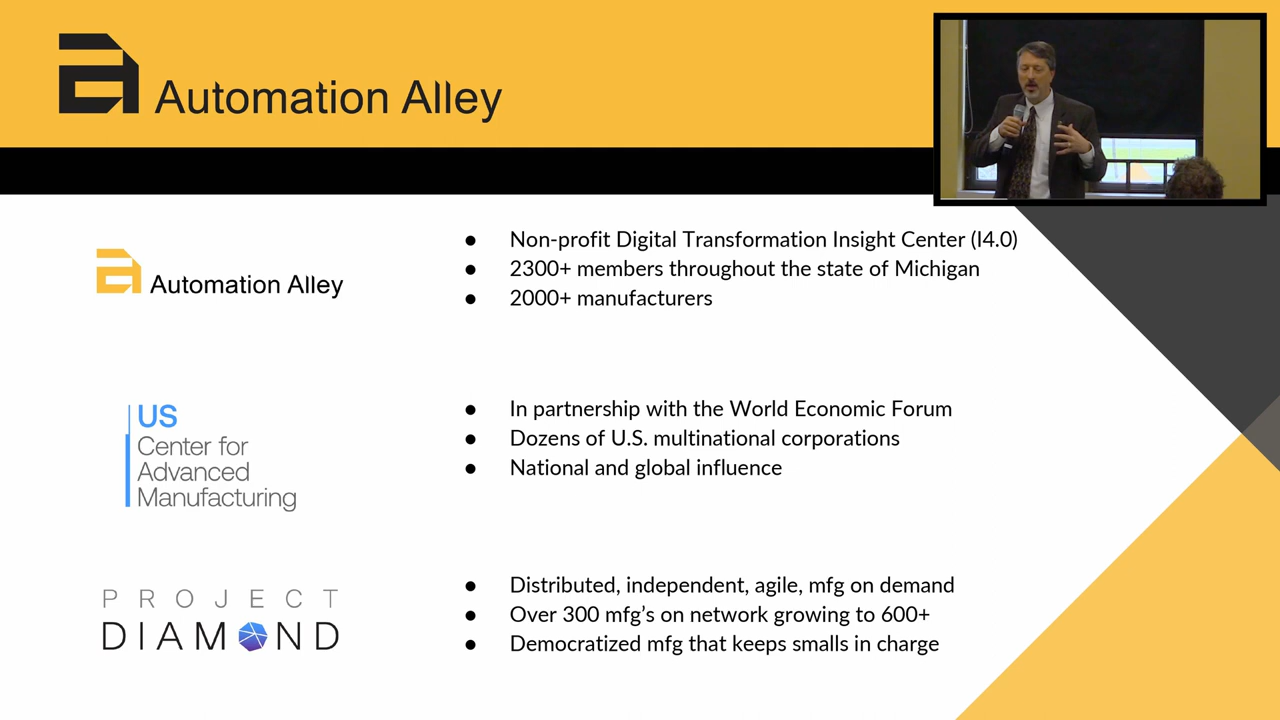 Automation Alley
Automation Alley
● Non-profit Digital Transformation Insight Center (I4.0)
● 2300+ members throughout the state of Michigan
● 2000+ manufacturers
US
Center for
Advanced
Manufacturing
● In partnership with the World Economic Forum
● Dozens of U.S. multinational corporations
● National and global influence
PROJECT
DIAMOND
● Distributed, independent, agile, mfg on demand
● Over 300 mfg’s on network growing to 600+
● Democratized mfg that keeps smalls in charge